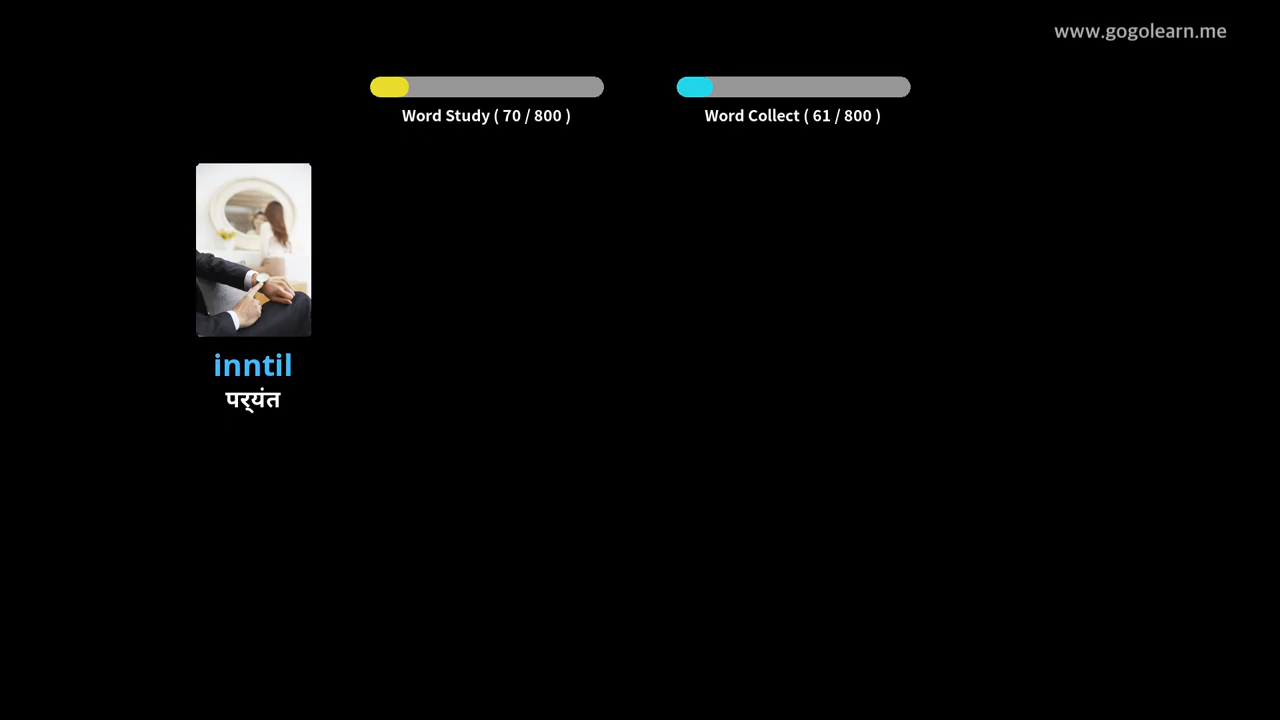 www.gogolearn.me
Word Study ( 70 / 800 )
Word Collect ( 61 / 800 )
inntil
पर्‍यंत